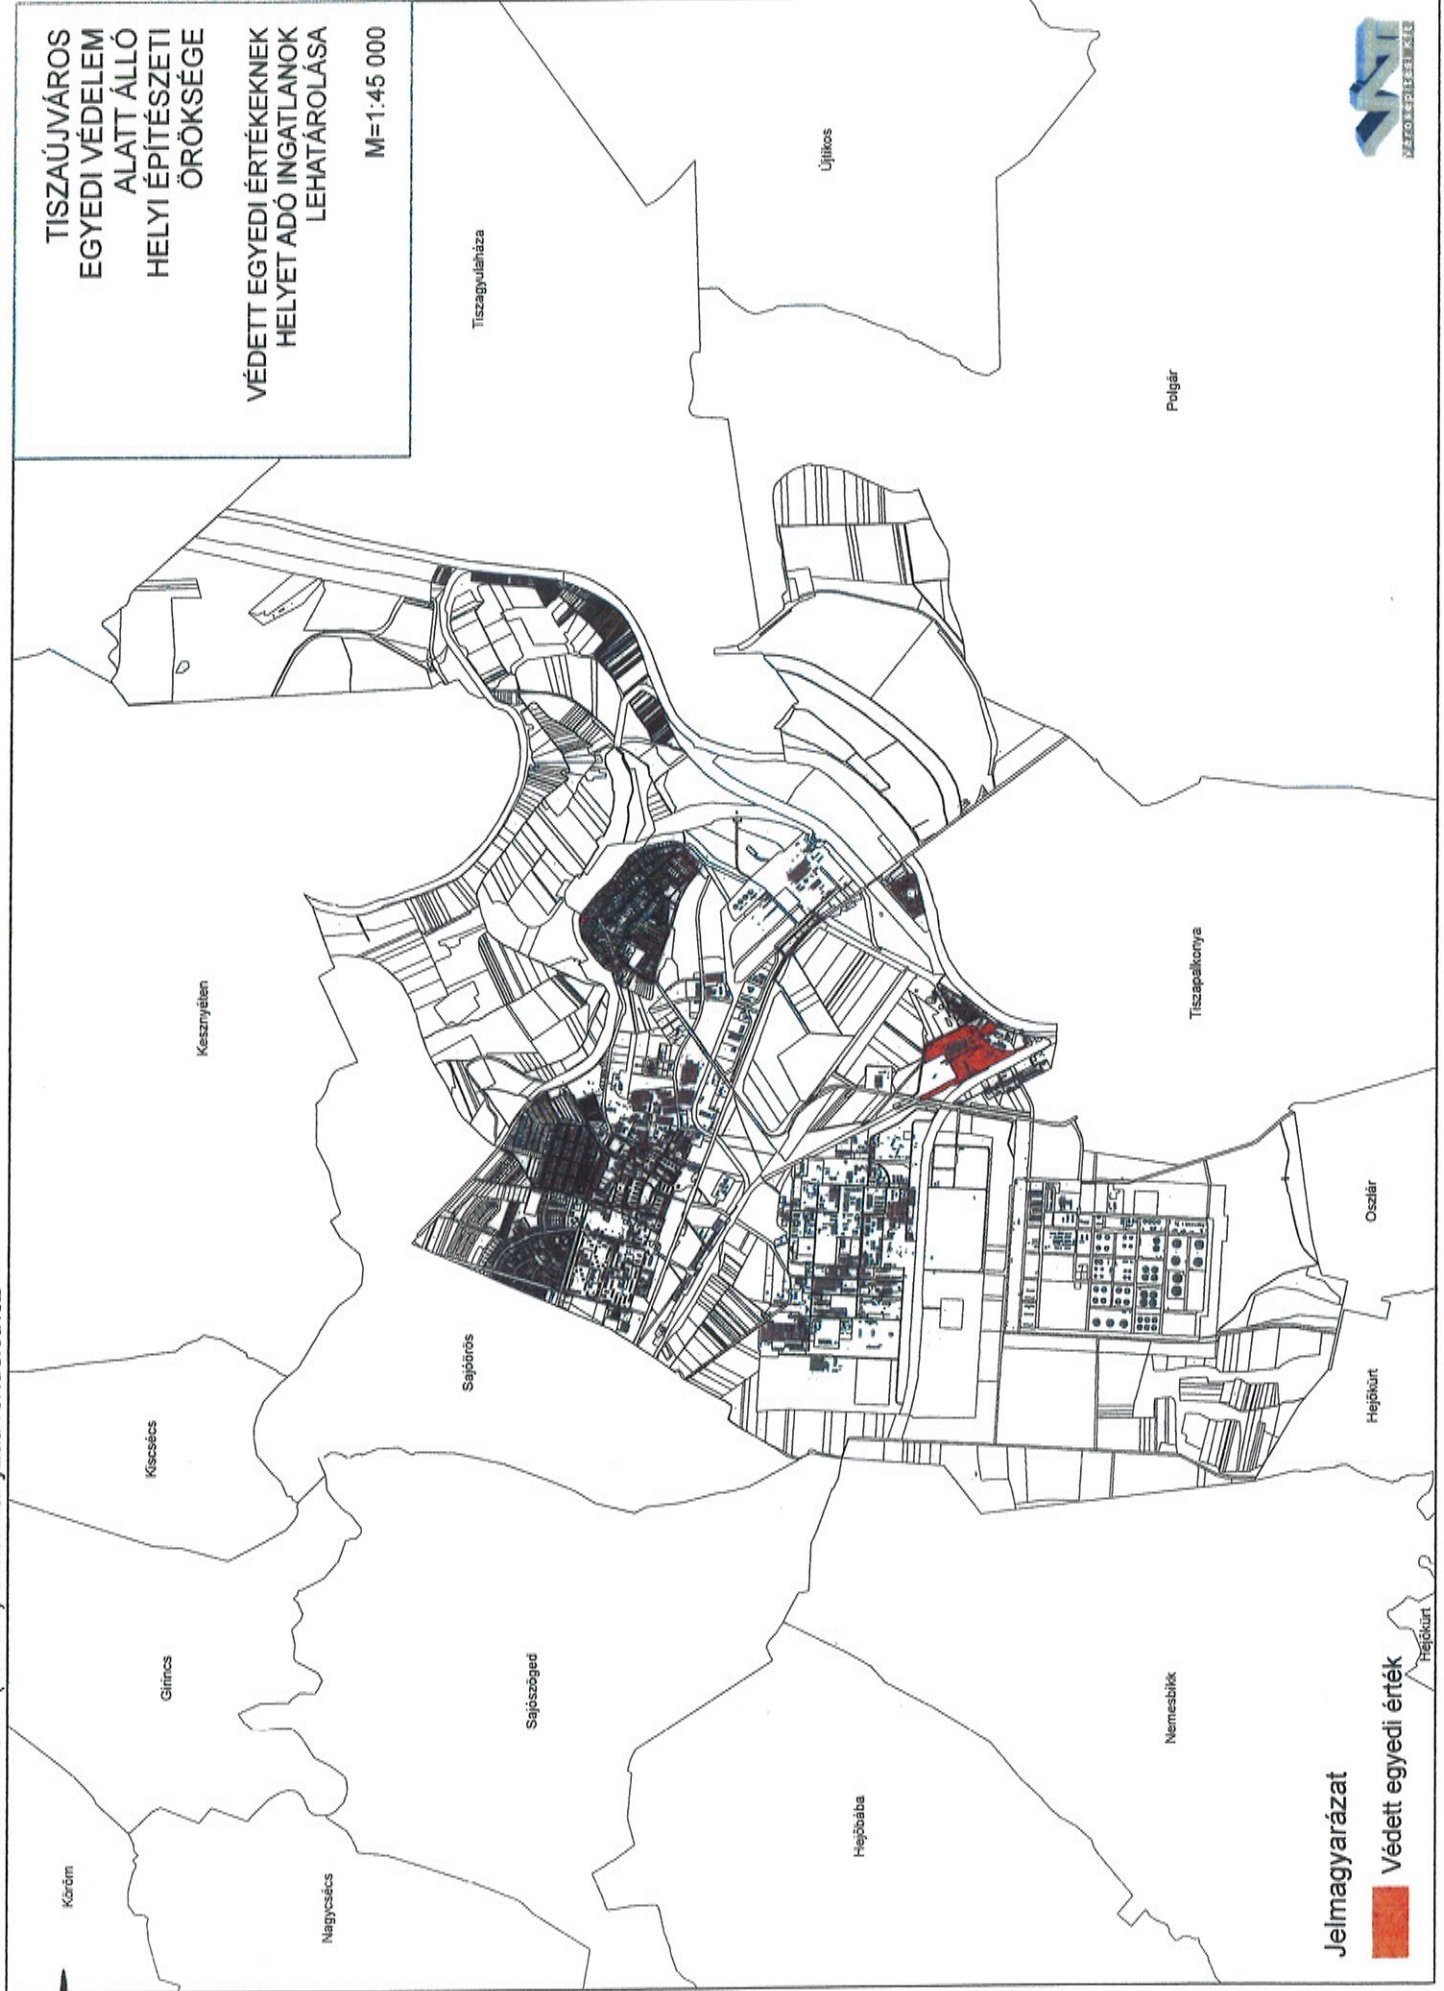 TISZAÚJVÁROS
EGYEDI VÉDELEM
ALATT ÁLLÓ
HELYI ÉPÍTÉSZETI
ÖRÖKSÉGE
VÉDETT EGYEDI ÉRTÉKEKNEK
HELYET ADÓ INGATLANOK
LEHATÁROLÁSA
M=1:45 000
Köröm
Girincs
Kiscsécs
Kesznyéten
Nagycsécs
Sajószöged
Sajóörös
Tiszagyulaháza
Újtikos
Hejőbába
Nemesbikk
Tiszapalkonya
Polgár
Oszlár
Hejőkürt
Hejőkürt
Jelmagyarázat
Védett egyedi érték
Városépítési Kft